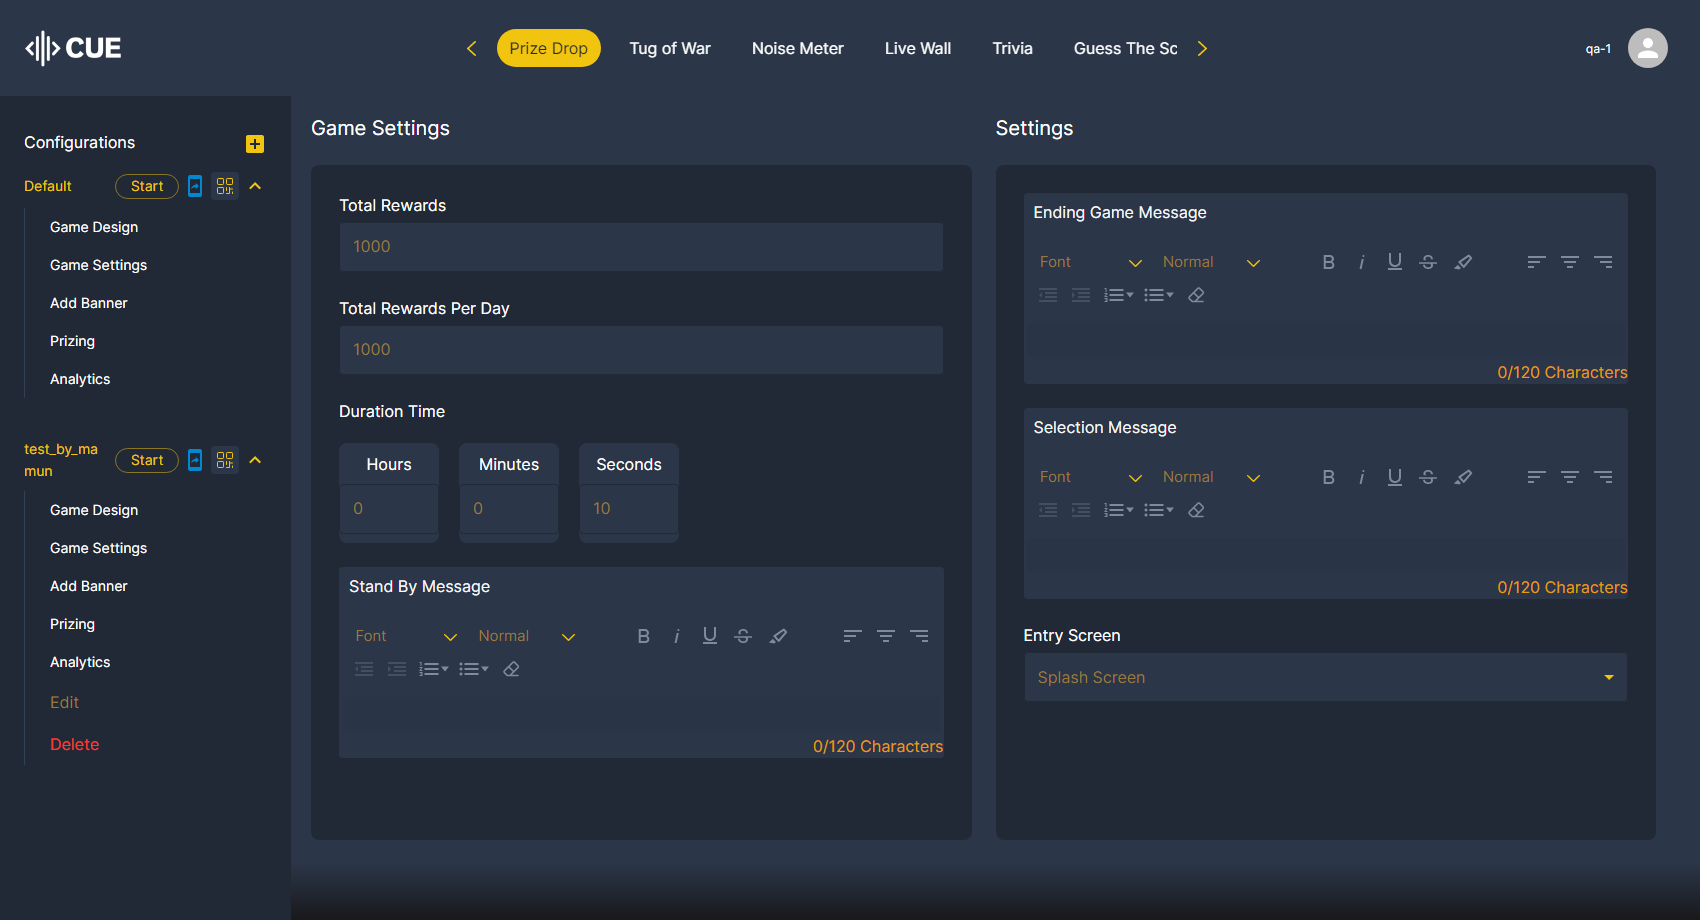 CUE
Prize Drop
Tug of War
Noise Meter
Live Wall
Trivia
Guess The Sc
qa-1
Configurations
Default
Start
Game Design
Game Settings
Add Banner
Prizing
Analytics
test_by_ma
mun
Start
Game Design
Game Settings
Add Banner
Prizing
Analytics
Edit
Delete
Game Settings
Total Rewards
1000
Total Rewards Per Day
1000
Duration Time
Hours
Minutes
Seconds
0
0
10
Stand By Message
Font
Normal
0/120 Characters
Settings
Ending Game Message
Font
Normal
0/120 Characters
Selection Message
Font
Normal
0/120 Characters
Entry Screen
Splash Screen